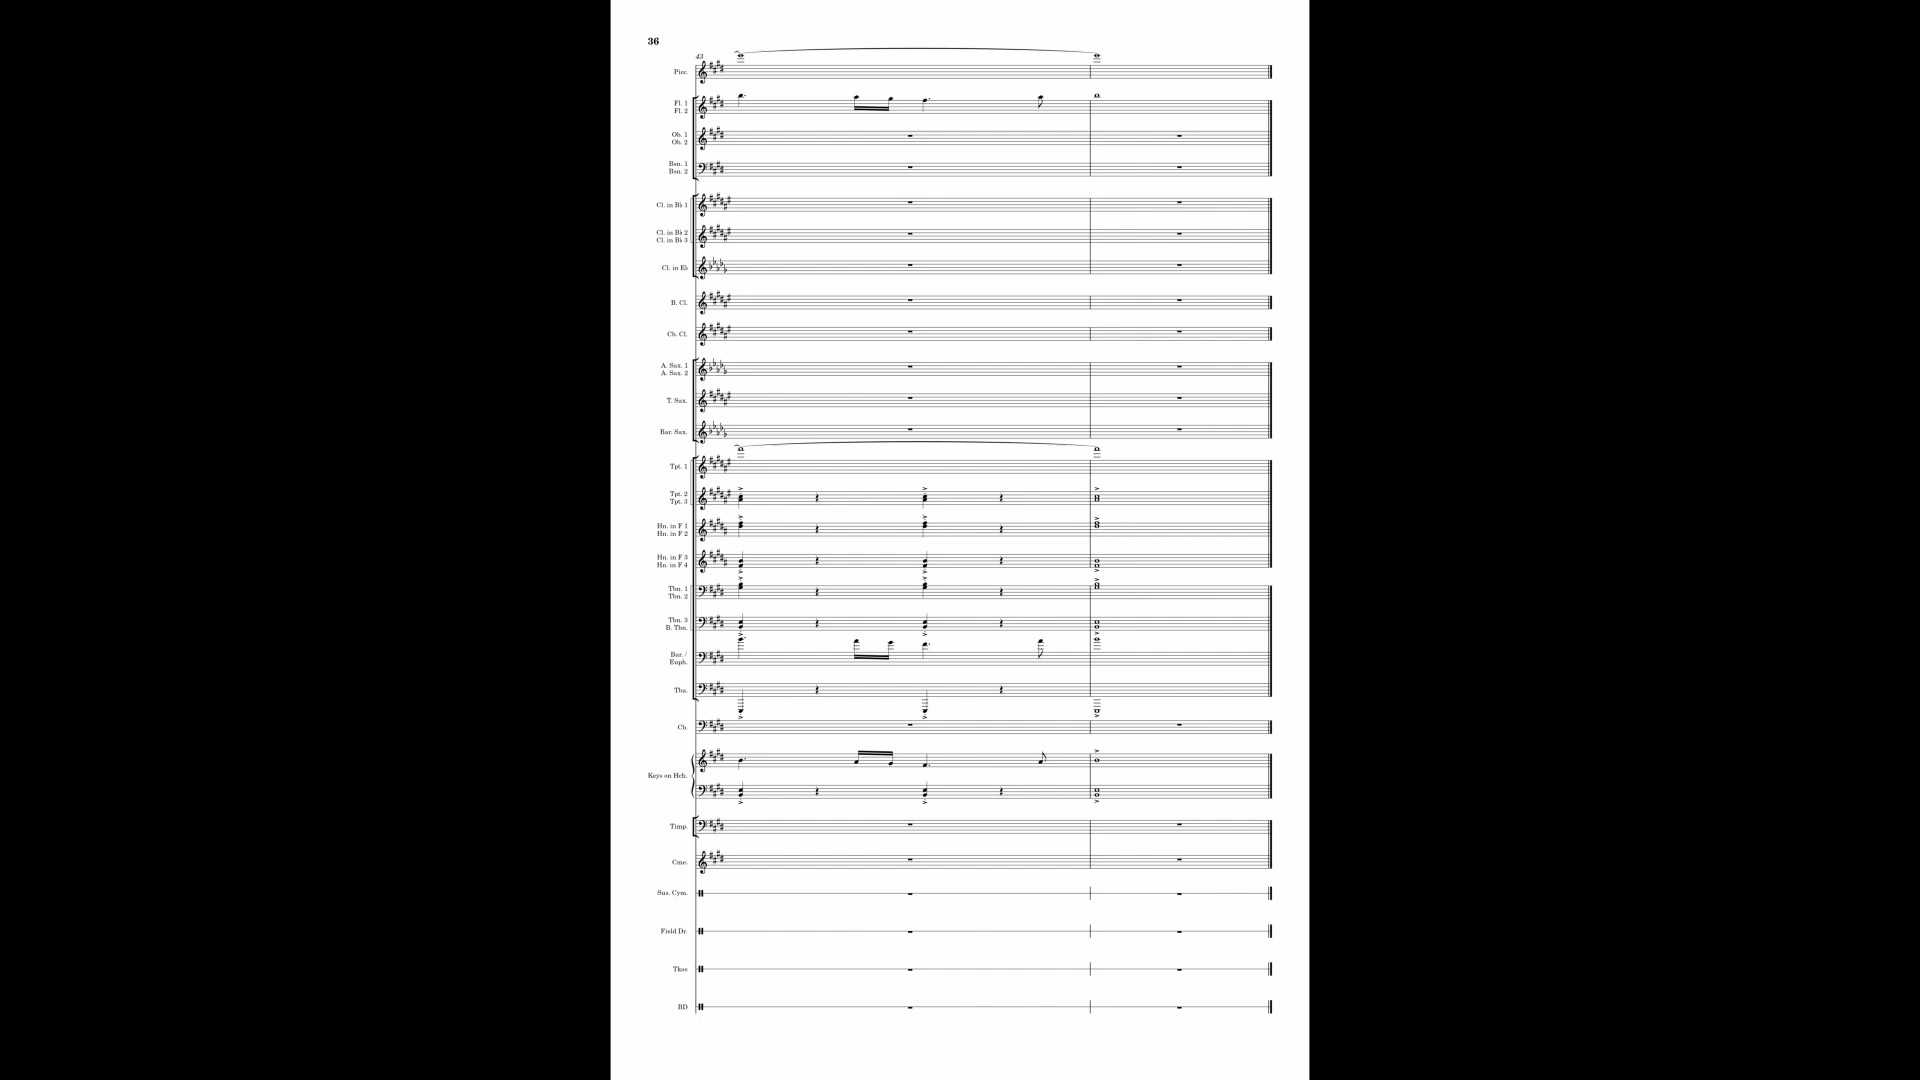 36
43
Picc.
Fl. 1
Fl. 2
Ob. 1
Ob. 2
Bsn. 1
Bsn. 2
Cl. in B♭ 1
Cl. in B♭ 2
Cl. in B♭ 3
Cl. in E♭
B. Cl.
Cb. Cl.
A. Sax. 1
A. Sax. 2
T. Sax.
Bar. Sax.
Tpt. 1
Tpt. 2
Tpt. 3
Hn. in F 1
Hn. in F 2
Hn. in F 3
Hn. in F 4
Tbn. 1
Tbn. 2
Tbn. 3
B. Tbn.
Bar. /
Euph.
Tba.
Cb.
Keys on Hch.
Timp.
Cme.
Sus. Cym.
Field Dr.
Tkos
BD